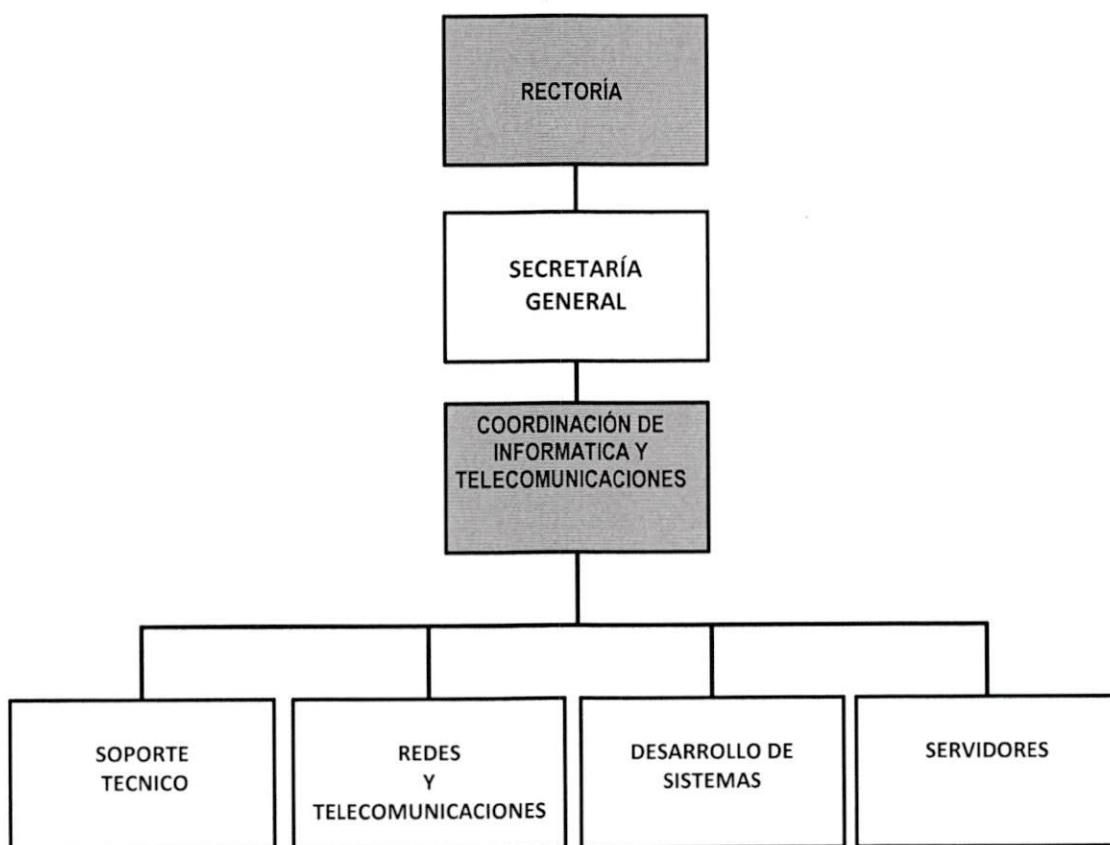 RECTORÍA
SECRETARÍA
GENERAL
COORDINACIÓN DE
INFORMATICA Y
TELECOMUNICACIONES
SOPORTE
TECNICO
REDES
Y
TELECOMUNICACIONES
DESARROLLO DE
SISTEMAS
SERVIDORES